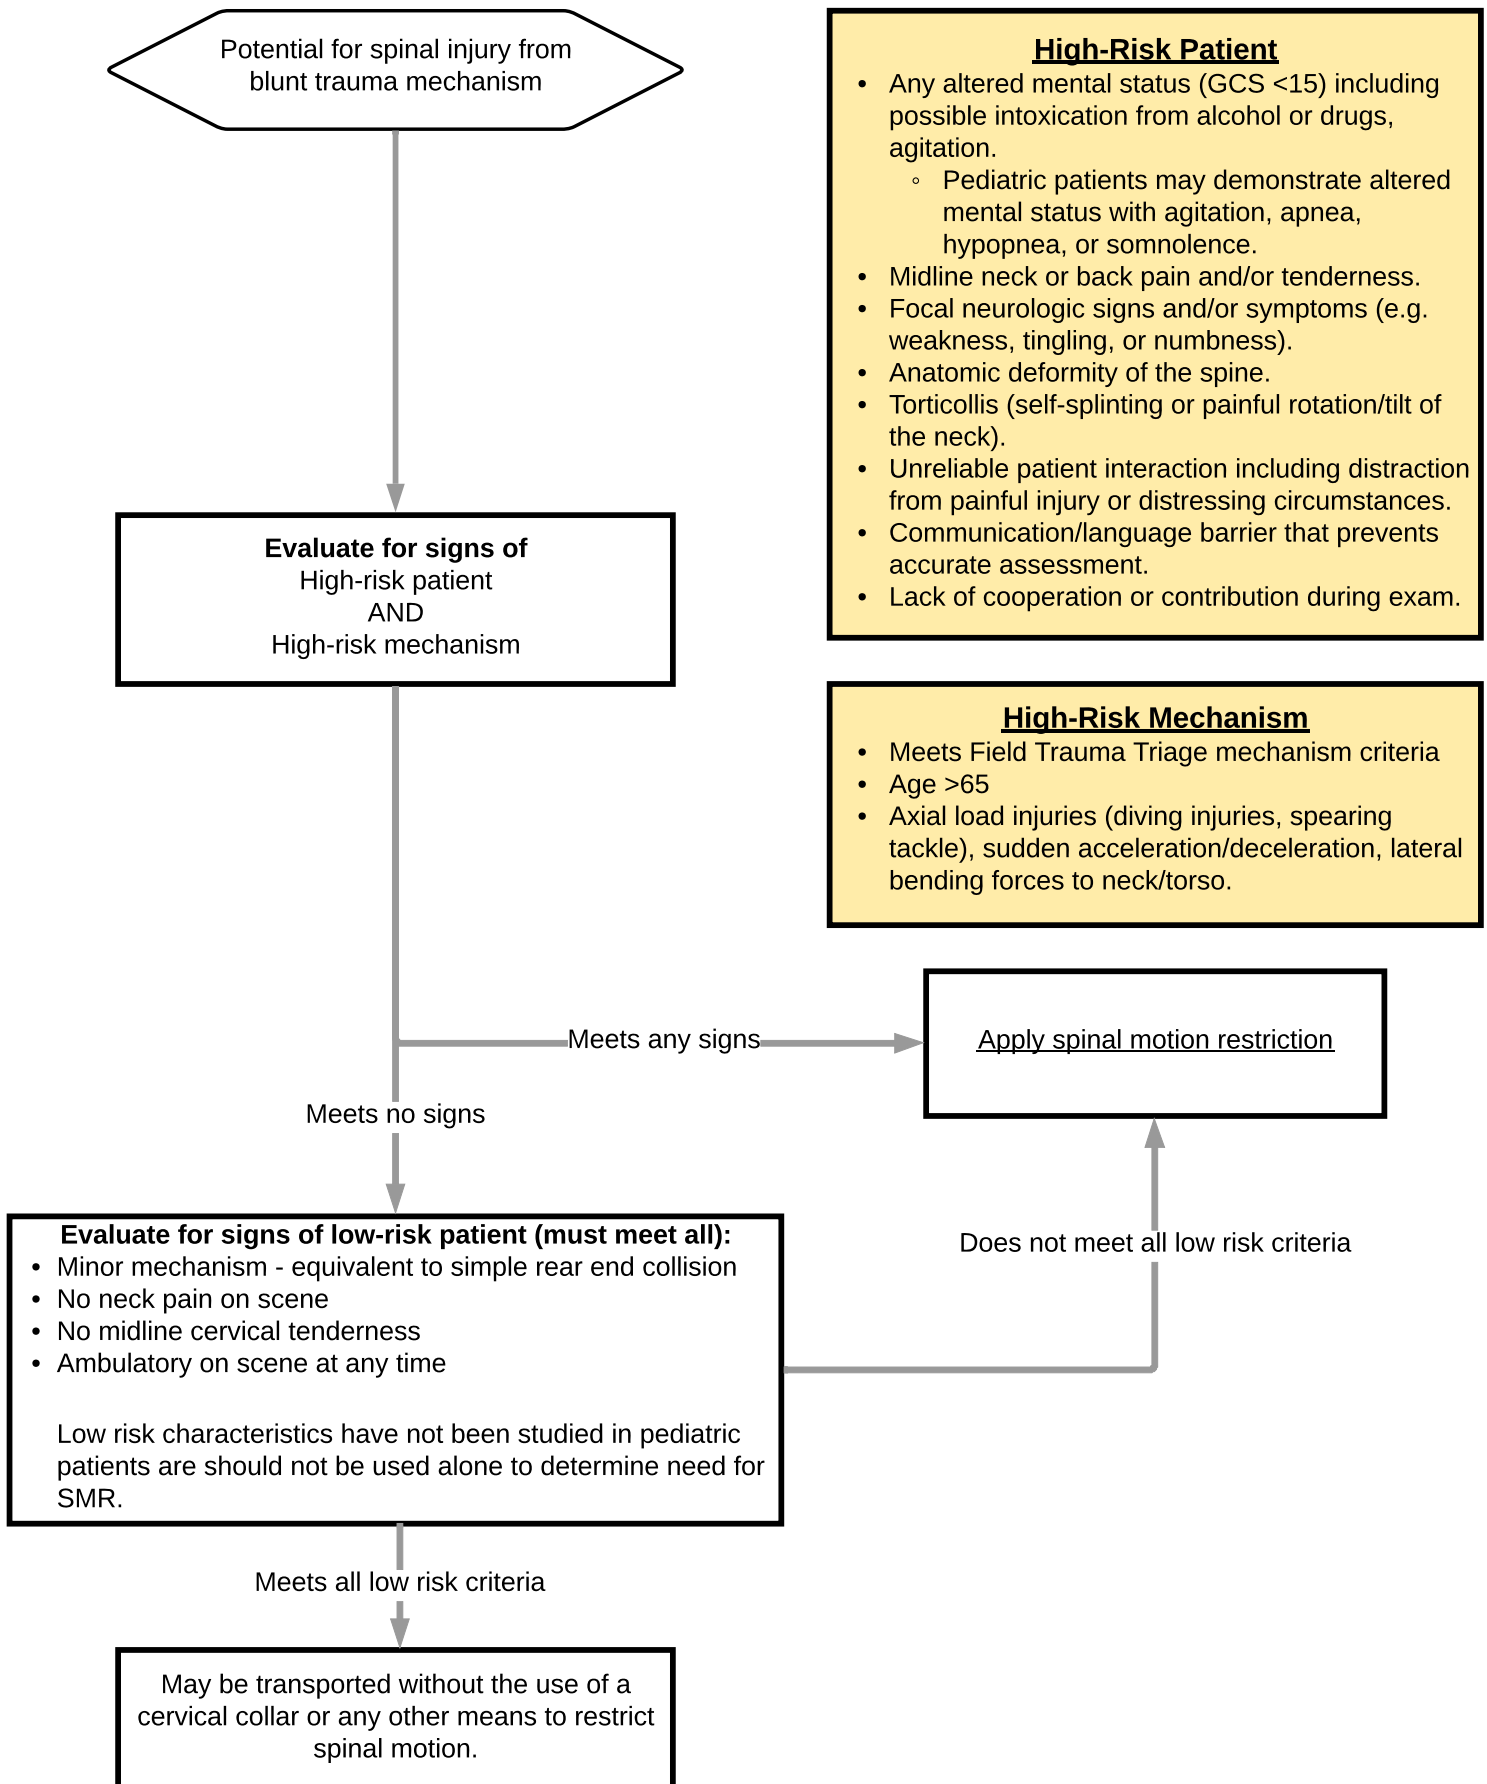 Potential for spinal injury from
blunt trauma mechanism
High-Risk Patient
• Any altered mental status (GCS <15) including
possible intoxication from alcohol or drugs,
agitation.
◦ Pediatric patients may demonstrate altered
mental status with agitation, apnea,
hypopnea, or somnolence.
• Midline neck or back pain and/or tenderness.
• Focal neurologic signs and/or symptoms (e.g.
weakness, tingling, or numbness).
• Anatomic deformity of the spine.
• Torticollis (self-splinting or painful rotation/tilt of
the neck).
• Unreliable patient interaction including distraction
from painful injury or distressing circumstances.
• Communication/language barrier that prevents
accurate assessment.
• Lack of cooperation or contribution during exam.
Evaluate for signs of
High-risk patient
AND
High-risk mechanism
High-Risk Mechanism
• Meets Field Trauma Triage mechanism criteria
• Age >65
• Axial load injuries (diving injuries, spearing
tackle), sudden acceleration/deceleration, lateral
bending forces to neck/torso.
Meets any signs
Apply spinal motion restriction
Meets no signs
Evaluate for signs of low-risk patient (must meet all):
• Minor mechanism - equivalent to simple rear end collision
• No neck pain on scene
• No midline cervical tenderness
• Ambulatory on scene at any time
Low risk characteristics have not been studied in pediatric
patients are should not be used alone to determine need for
SMR.
Does not meet all low risk criteria
Meets all low risk criteria
May be transported without the use of a
cervical collar or any other means to restrict
spinal motion.